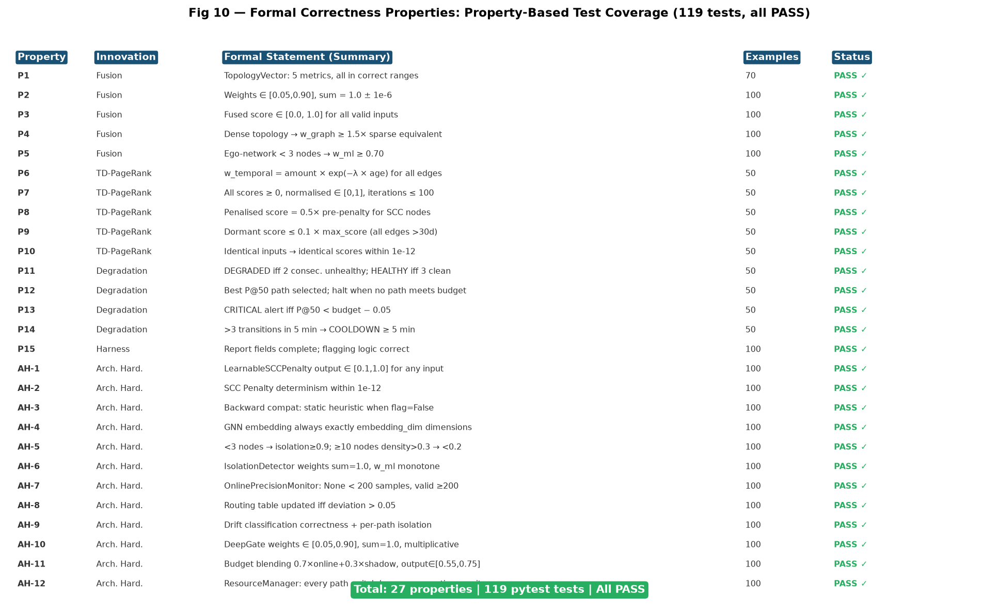 Fig 10 — Formal Correctness Properties: Property-Based Test Coverage (119 tests, all PASS)
Property Innovation Formal Statement (Summary) Examples Status
P1 Fusion TopologyVector: 5 metrics, all in correct ranges 70 PASS ✓
P2 Fusion Weights ∈ [0.05,0.90], sum = 1.0 ± 1e-6 100 PASS ✓
P3 Fusion Fused score ∈ [0.0, 1.0] for all valid inputs 100 PASS ✓
P4 Fusion Dense topology → w_graph ≥ 1.5× sparse equivalent 100 PASS ✓
P5 Fusion Ego-network < 3 nodes → w_ml ≥ 0.70 100 PASS ✓
P6 TD-PageRank w_temporal = amount × exp(−λ × age) for all edges 50 PASS ✓
P7 TD-PageRank All scores ≥ 0, normalised ∈ [0,1], iterations ≤ 100 50 PASS ✓
P8 TD-PageRank Penalised score = 0.5× pre-penalty for SCC nodes 50 PASS ✓
P9 TD-PageRank Dormant score ≤ 0.1 × max_score (all edges >30d) 50 PASS ✓
P10 TD-PageRank Identical inputs → identical scores within 1e-12 50 PASS ✓
P11 Degradation DEGRADED iff 2 consec. unhealthy; HEALTHY iff 3 clean 50 PASS ✓
P12 Degradation Best P@50 path selected; halt when no path meets budget 50 PASS ✓
P13 Degradation CRITICAL alert iff P@50 < budget − 0.05 50 PASS ✓
P14 Degradation >3 transitions in 5 min → COOLDOWN ≥ 5 min 50 PASS ✓
P15 Harness Report fields complete; flagging logic correct 100 PASS ✓
AH-1 Arch. Hard. LearnableSCCPenalty output ∈ [0.1,1.0] for any input 100 PASS ✓
AH-2 Arch. Hard. SCC Penalty determinism within 1e-12 100 PASS ✓
AH-3 Arch. Hard. Backward compat: static heuristic when flag=False 100 PASS ✓
AH-4 Arch. Hard. GNN embedding always exactly embedding_dim dimensions 100 PASS ✓
AH-5 Arch. Hard. <3 nodes → isolation≥0.9; ≥10 nodes density>0.3 → <0.2 100 PASS ✓
AH-6 Arch. Hard. IsolationDetector weights sum=1.0, w_ml monotone 100 PASS ✓
AH-7 Arch. Hard. OnlinePrecisionMonitor: None < 200 samples, valid ≥200 100 PASS ✓
AH-8 Arch. Hard. Routing table updated iff deviation > 0.05 100 PASS ✓
AH-9 Arch. Hard. Drift classification correctness + per-path isolation 100 PASS ✓
AH-10 Arch. Hard. DeepGate weights ∈ [0.05,0.90], sum=1.0, multiplicative 100 PASS ✓
AH-11 Arch. Hard. Budget blending 0.7×online+0.3×shadow, output∈[0.55,0.75] 100 PASS ✓
AH-12 Arch. Hard. ResourceManager: every path 100 PASS ✓
Total: 27 properties | 119 pytest tests | All PASS